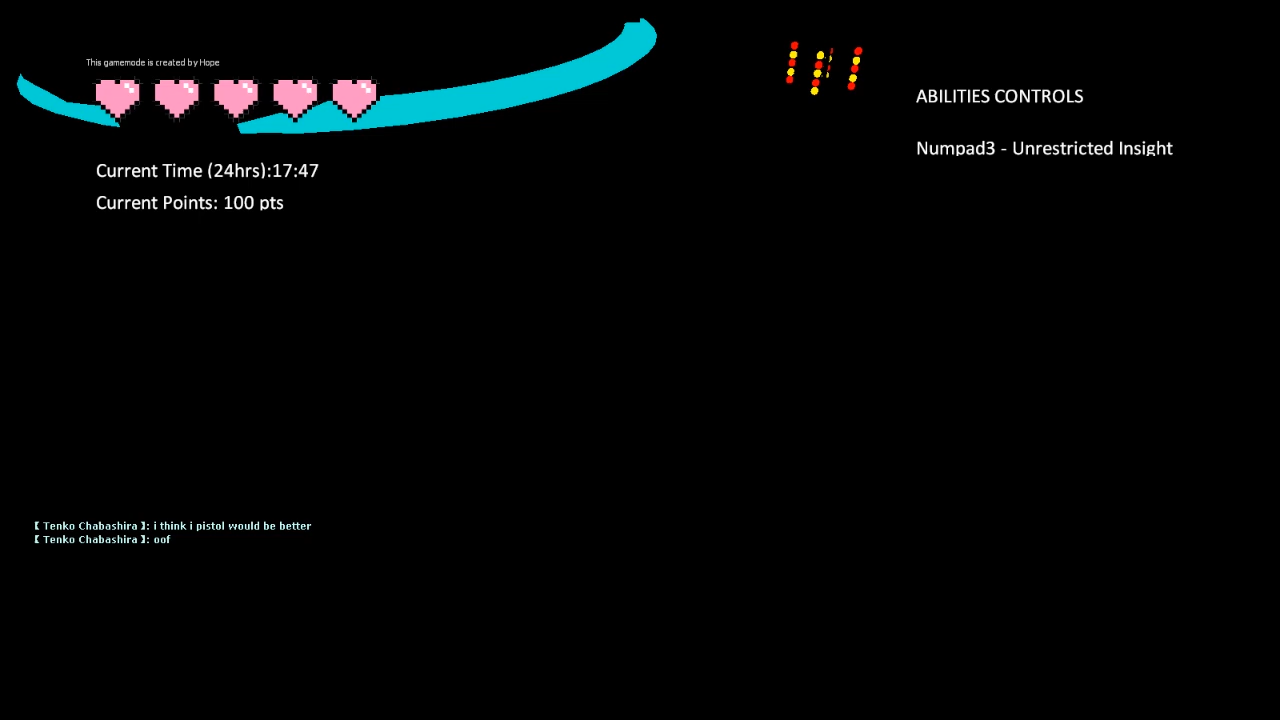 This gamemode is created by Hope
Current Time (24hrs):17:47
Current Points: 100 pts
ABILITIES CONTROLS
Numpad3 - Unrestricted Insight
【 Tenko Chabashira 】: i think i pistol would be better
【 Tenko Chabashira 】: oof